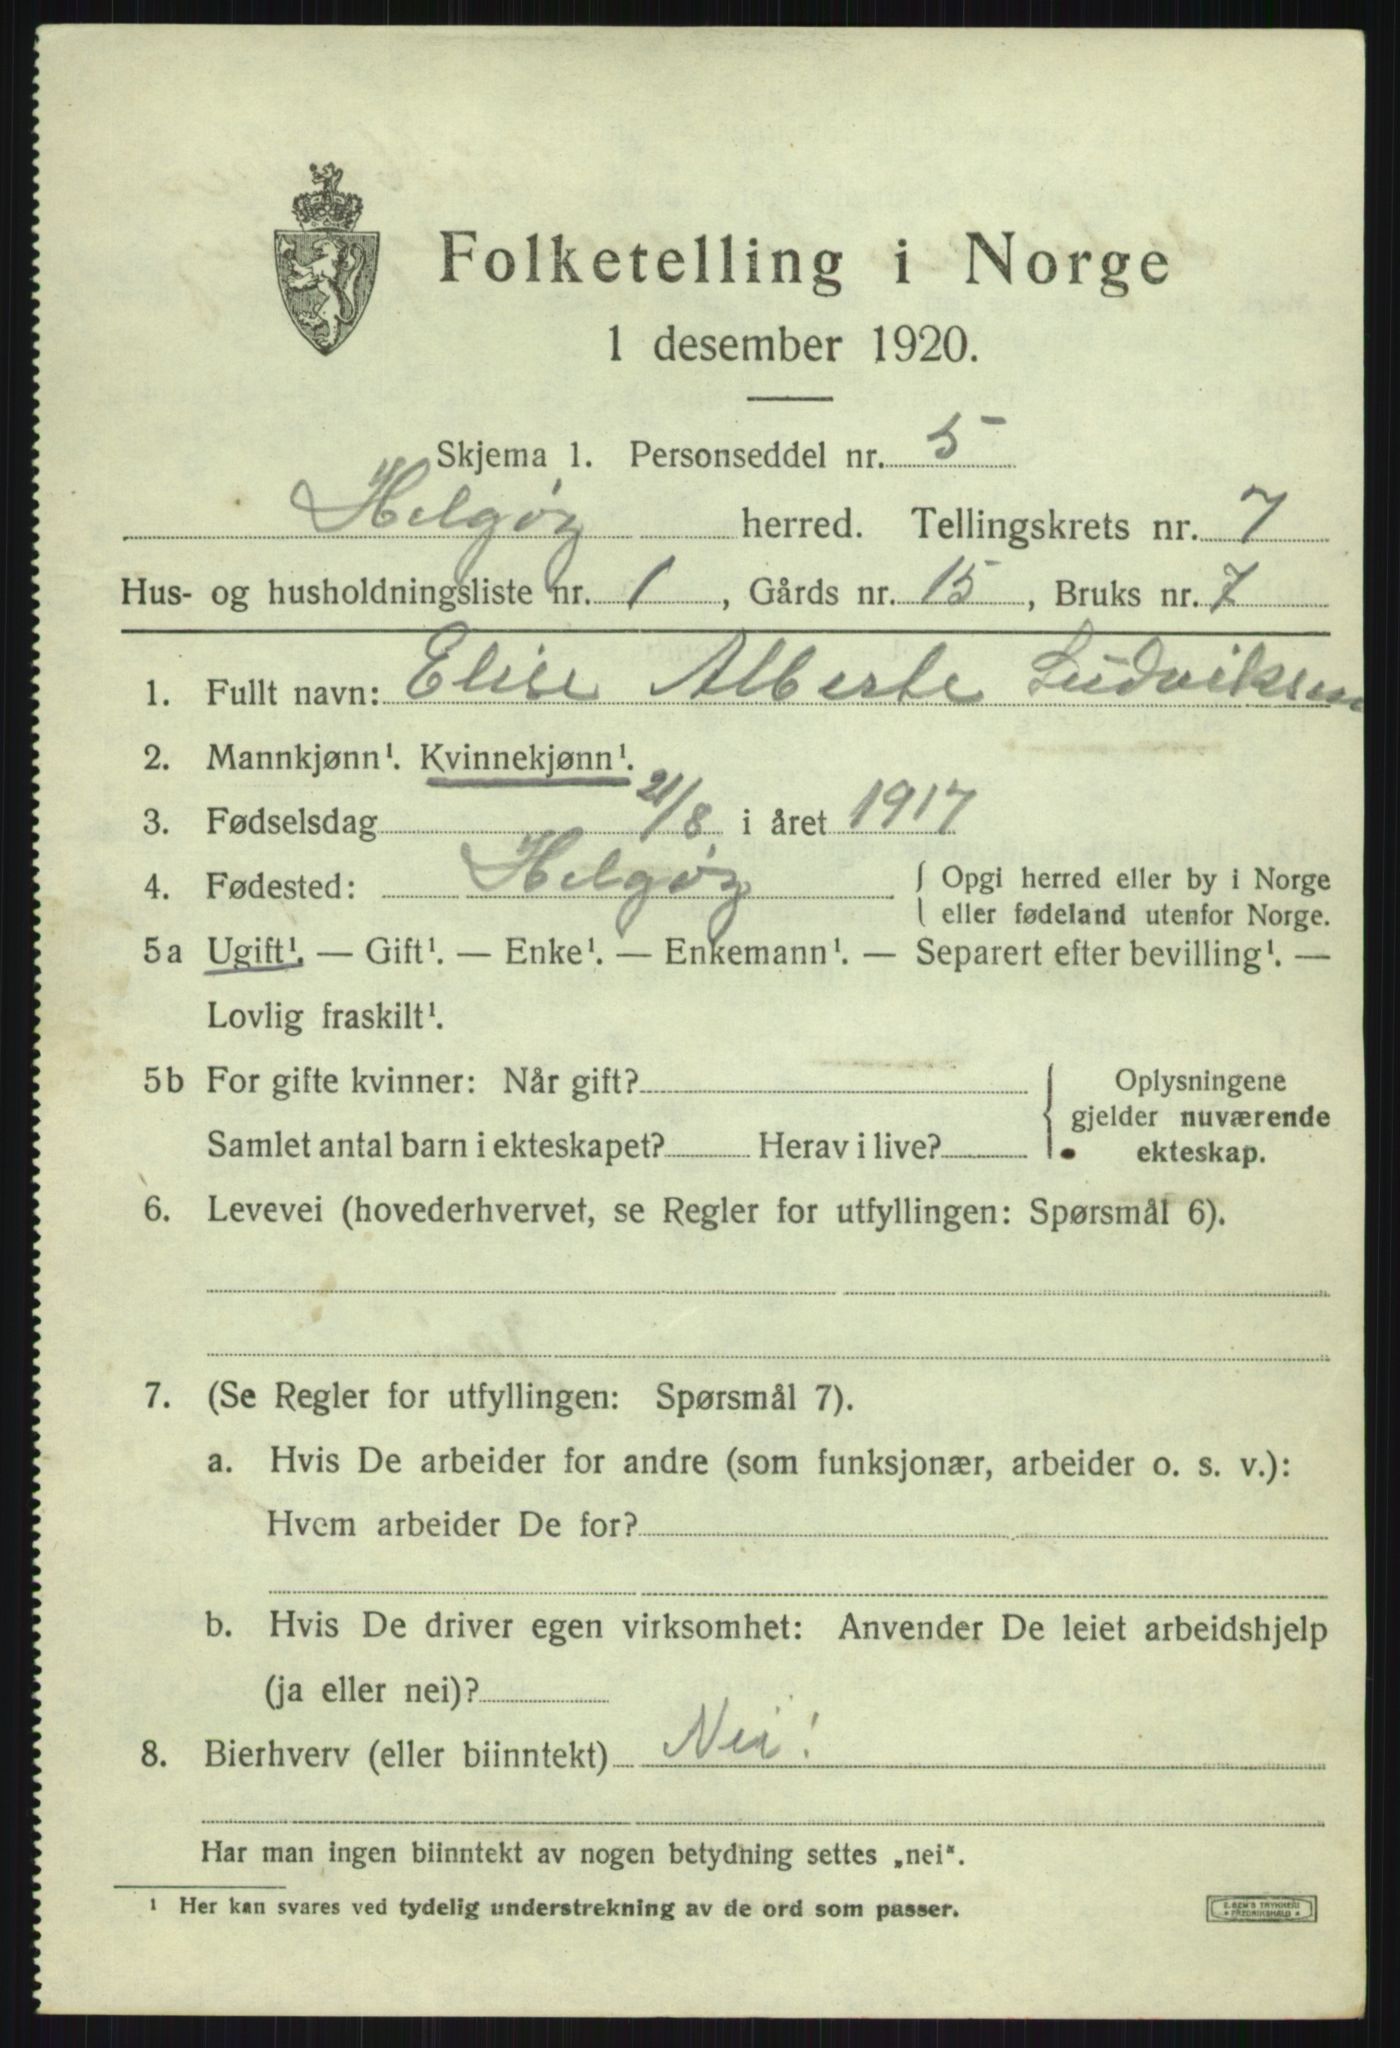 Folketelling i Norge
1 desember 1920.
Skjema 1. Personseddel nr. 5
Helgøy herred. Tellingskrets nr. 7
Hus- og husholdningsliste nr. 1, Gårds nr. 15, Bruks nr. 7
1. Fullt navn: Elise Alberte Ludviksen
2. Mannkjønn¹. Kvinnekjønn¹.
3. Fødselsdag 21/8 i året 1917
4. Fødested: Helgøy { Opgi herred eller by i Norge
eller fødeland utenfor Norge.
5a Ugift¹. — Gift¹. — Enke¹. — Enkemann¹. — Separert efter bevilling¹. —
Lovlig fraskilt¹.
5b For gifte kvinner: Når gift? { Oplysningene
gjelder nuværende
Samlet antal barn i ekteskapet? Herav i live? ekteskap.
6. Levevei (hovederhvervet, se Regler for utfyllingen: Spørsmål 6).
7. (Se Regler for utfyllingen: Spørsmål 7).
a. Hvis De arbeider for andre (som funksjonær, arbeider o. s. v.):
Hvem arbeider De for?
b. Hvis De driver egen virksomhet: Anvender De leiet arbeidshjelp
(ja eller nei)?
8. Bierhverv (eller biinntekt) Nei!
Har man ingen biinntekt av nogen betydning settes „nei".
¹ Her kan svares ved tydelig understrekning av de ord som passer.
E. SEM'S TRYKKERI
FREDRIKSHALD